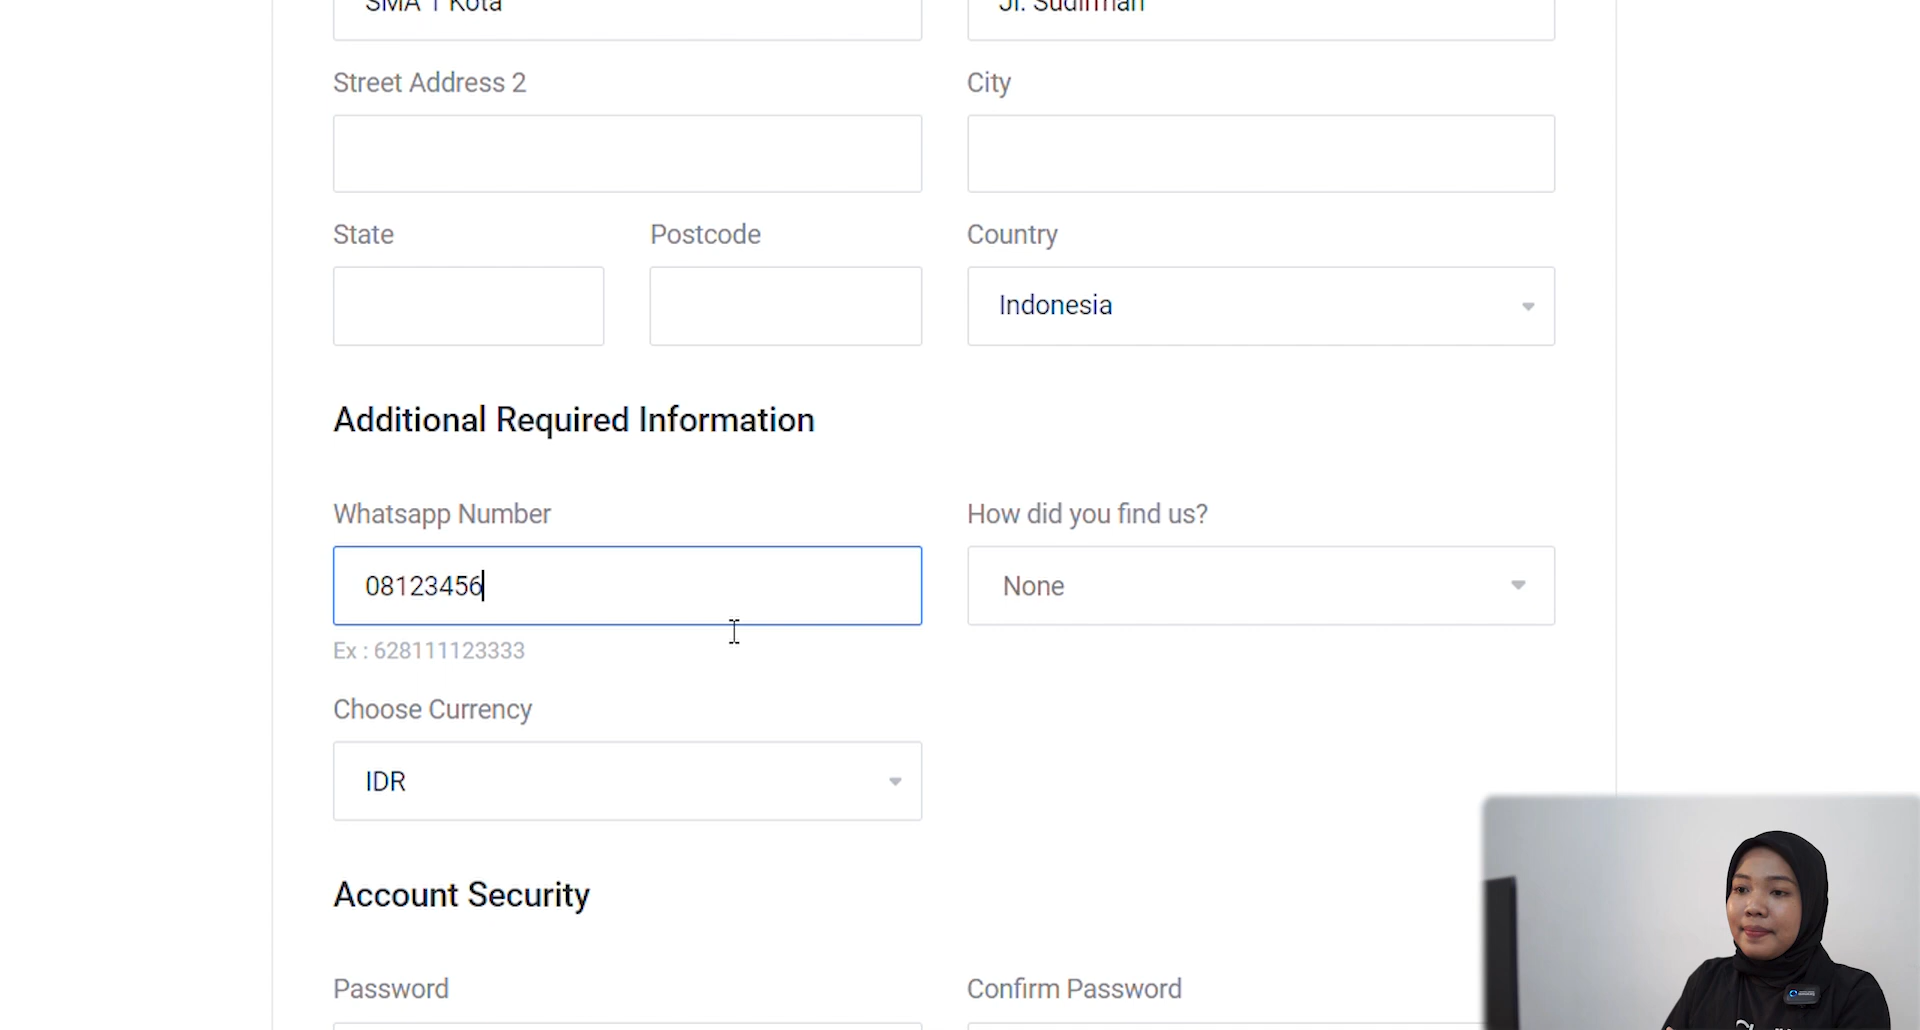 SMA 1 Kota
Jl. Sudirman
Street Address 2
City
State
Postcode
Country
Indonesia
Additional Required Information
Whatsapp Number
How did you find us?
08123456
None
Ex : 628111123333
Choose Currency
IDR
Account Security
Password
Confirm Password